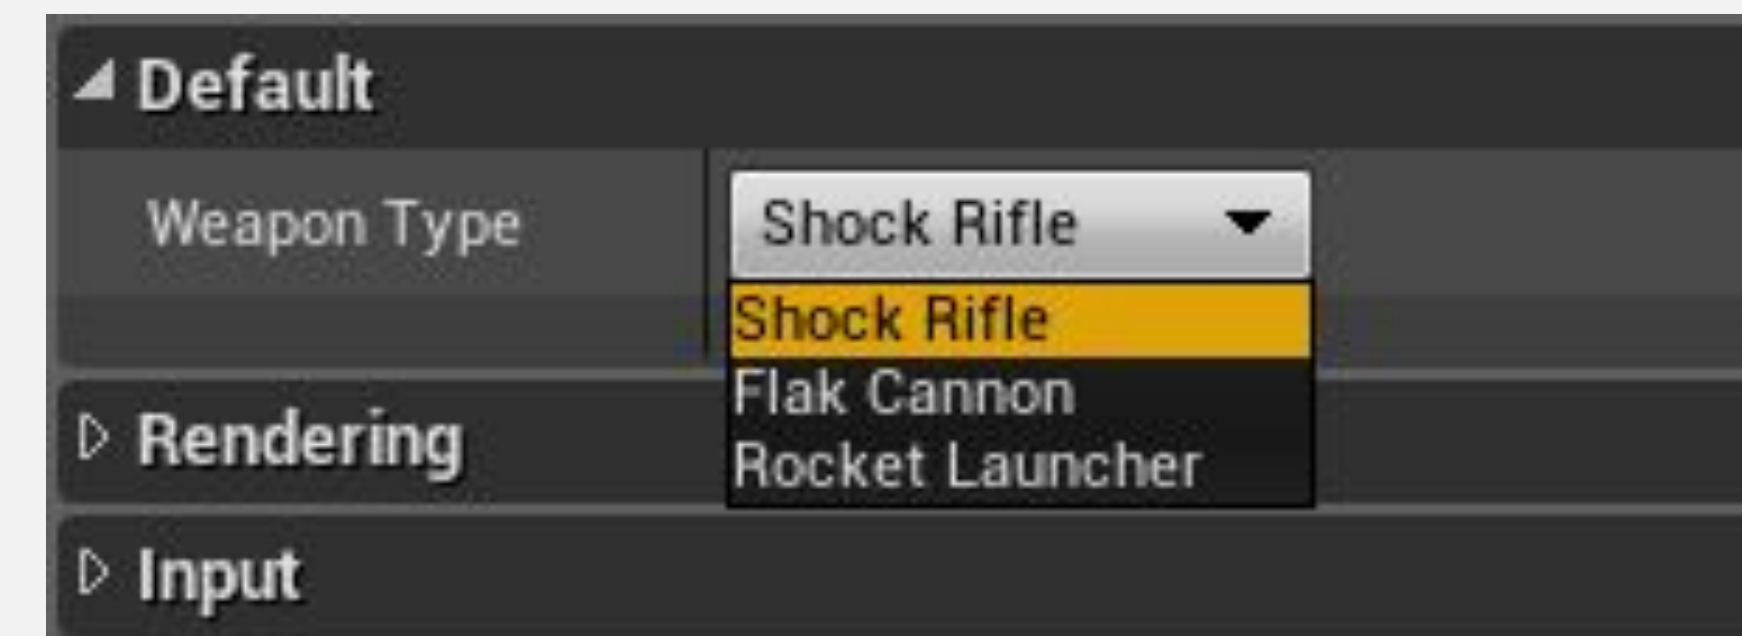 Default
Weapon Type
Shock Rifle
Shock Rifle
Flak Cannon
Rocket Launcher
Rendering
Input